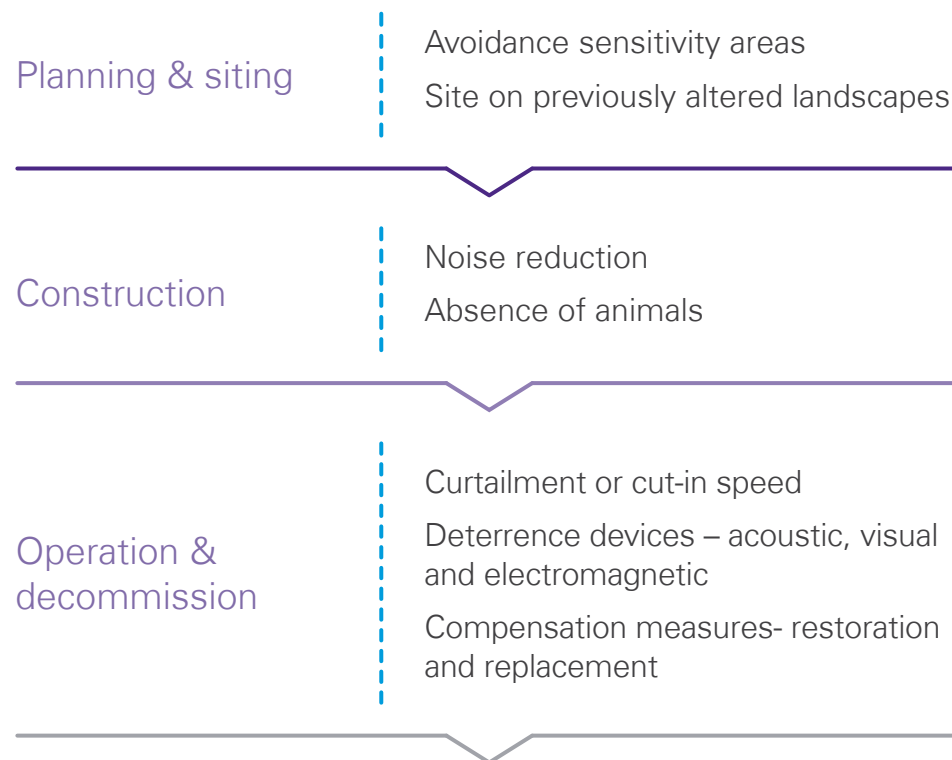 Planning & siting
Avoidance sensitivity areas
Site on previously altered landscapes
Construction
Noise reduction
Absence of animals
Operation &
decommission
Curtailment or cut-in speed
Deterrence devices – acoustic, visual
and electromagnetic
Compensation measures- restoration
and replacement